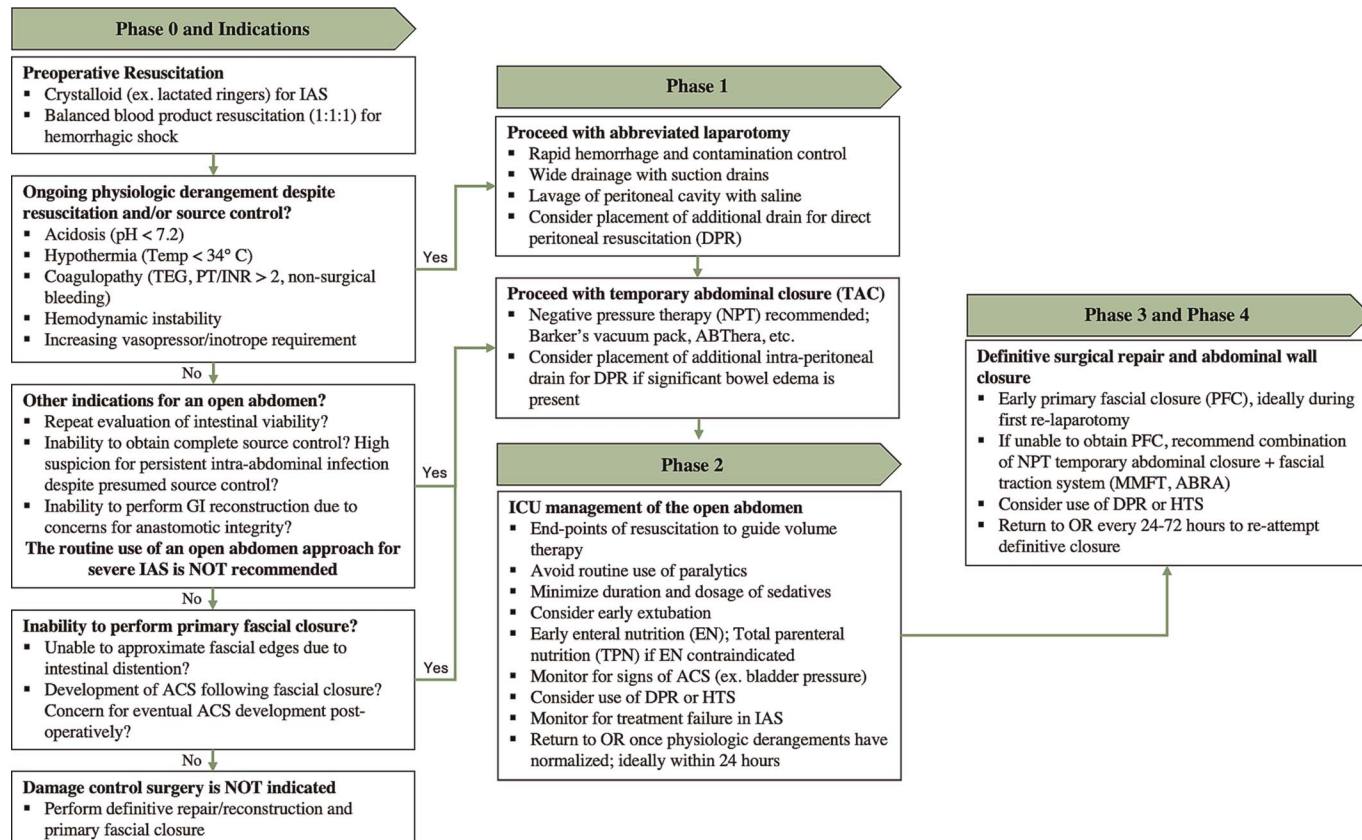 Phase 0 and Indications
Preoperative Resuscitation
▪ Crystalloid (ex. lactated ringers) for IAS
▪ Balanced blood product resuscitation (1:1:1) for
hemorrhagic shock
Ongoing physiologic derangement despite
resuscitation and/or source control?
▪ Acidosis (pH < 7.2)
▪ Hypothermia (Temp < 34° C)
▪ Coagulopathy (TEG, PT/INR > 2, non-surgical
bleeding)
▪ Hemodynamic instability
▪ Increasing vasopressor/inotrope requirement
Yes
No
Other indications for an open abdomen?
▪ Repeat evaluation of intestinal viability?
▪ Inability to obtain complete source control? High
suspicion for persistent intra-abdominal infection
despite presumed source control?
▪ Inability to perform GI reconstruction due to
concerns for anastomotic integrity?
The routine use of an open abdomen approach for
severe IAS is NOT recommended
Yes
No
Inability to perform primary fascial closure?
▪ Unable to approximate fascial edges due to
intestinal distention?
▪ Development of ACS following fascial closure?
Concern for eventual ACS development post-
operatively?
Yes
No
Damage control surgery is NOT indicated
▪ Perform definitive repair/reconstruction and
primary fascial closure
Phase 1
Proceed with abbreviated laparotomy
▪ Rapid hemorrhage and contamination control
▪ Wide drainage with suction drains
▪ Lavage of peritoneal cavity with saline
▪ Consider placement of additional drain for direct
peritoneal resuscitation (DPR)
Proceed with temporary abdominal closure (TAC)
▪ Negative pressure therapy (NPT) recommended;
Barker's vacuum pack, ABThera, etc.
▪ Consider placement of additional intra-peritoneal
drain for DPR if significant bowel edema is
present
Phase 2
ICU management of the open abdomen
▪ End-points of resuscitation to guide volume
therapy
▪ Avoid routine use of paralytics
▪ Minimize duration and dosage of sedatives
▪ Consider early extubation
▪ Early enteral nutrition (EN); Total parenteral
nutrition (TPN) if EN contraindicated
▪ Monitor for signs of ACS (ex. bladder pressure)
▪ Consider use of DPR or HTS
▪ Monitor for treatment failure in IAS
▪ Return to OR once physiologic derangements have
normalized; ideally within 24 hours
Phase 3 and Phase 4
Definitive surgical repair and abdominal wall
closure
▪ Early primary fascial closure (PFC), ideally during
first re-laparotomy
▪ If unable to obtain PFC, recommend combination
of NPT temporary abdominal closure + fascial
traction system (MMFT, ABRA)
▪ Consider use of DPR or HTS
▪ Return to OR every 24-72 hours to re-attempt
definitive closure